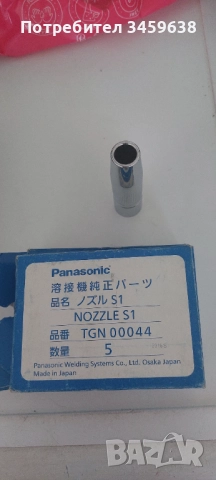 Потребител 3459638
Panasonic
溶接機純正パーツ
品名 ノズル S1
NOZZLE S1
品番 TGN 00044
数量 5
Panasonic Welding Systems Co., Ltd. Osaka Japan
Made in Japan
bazar